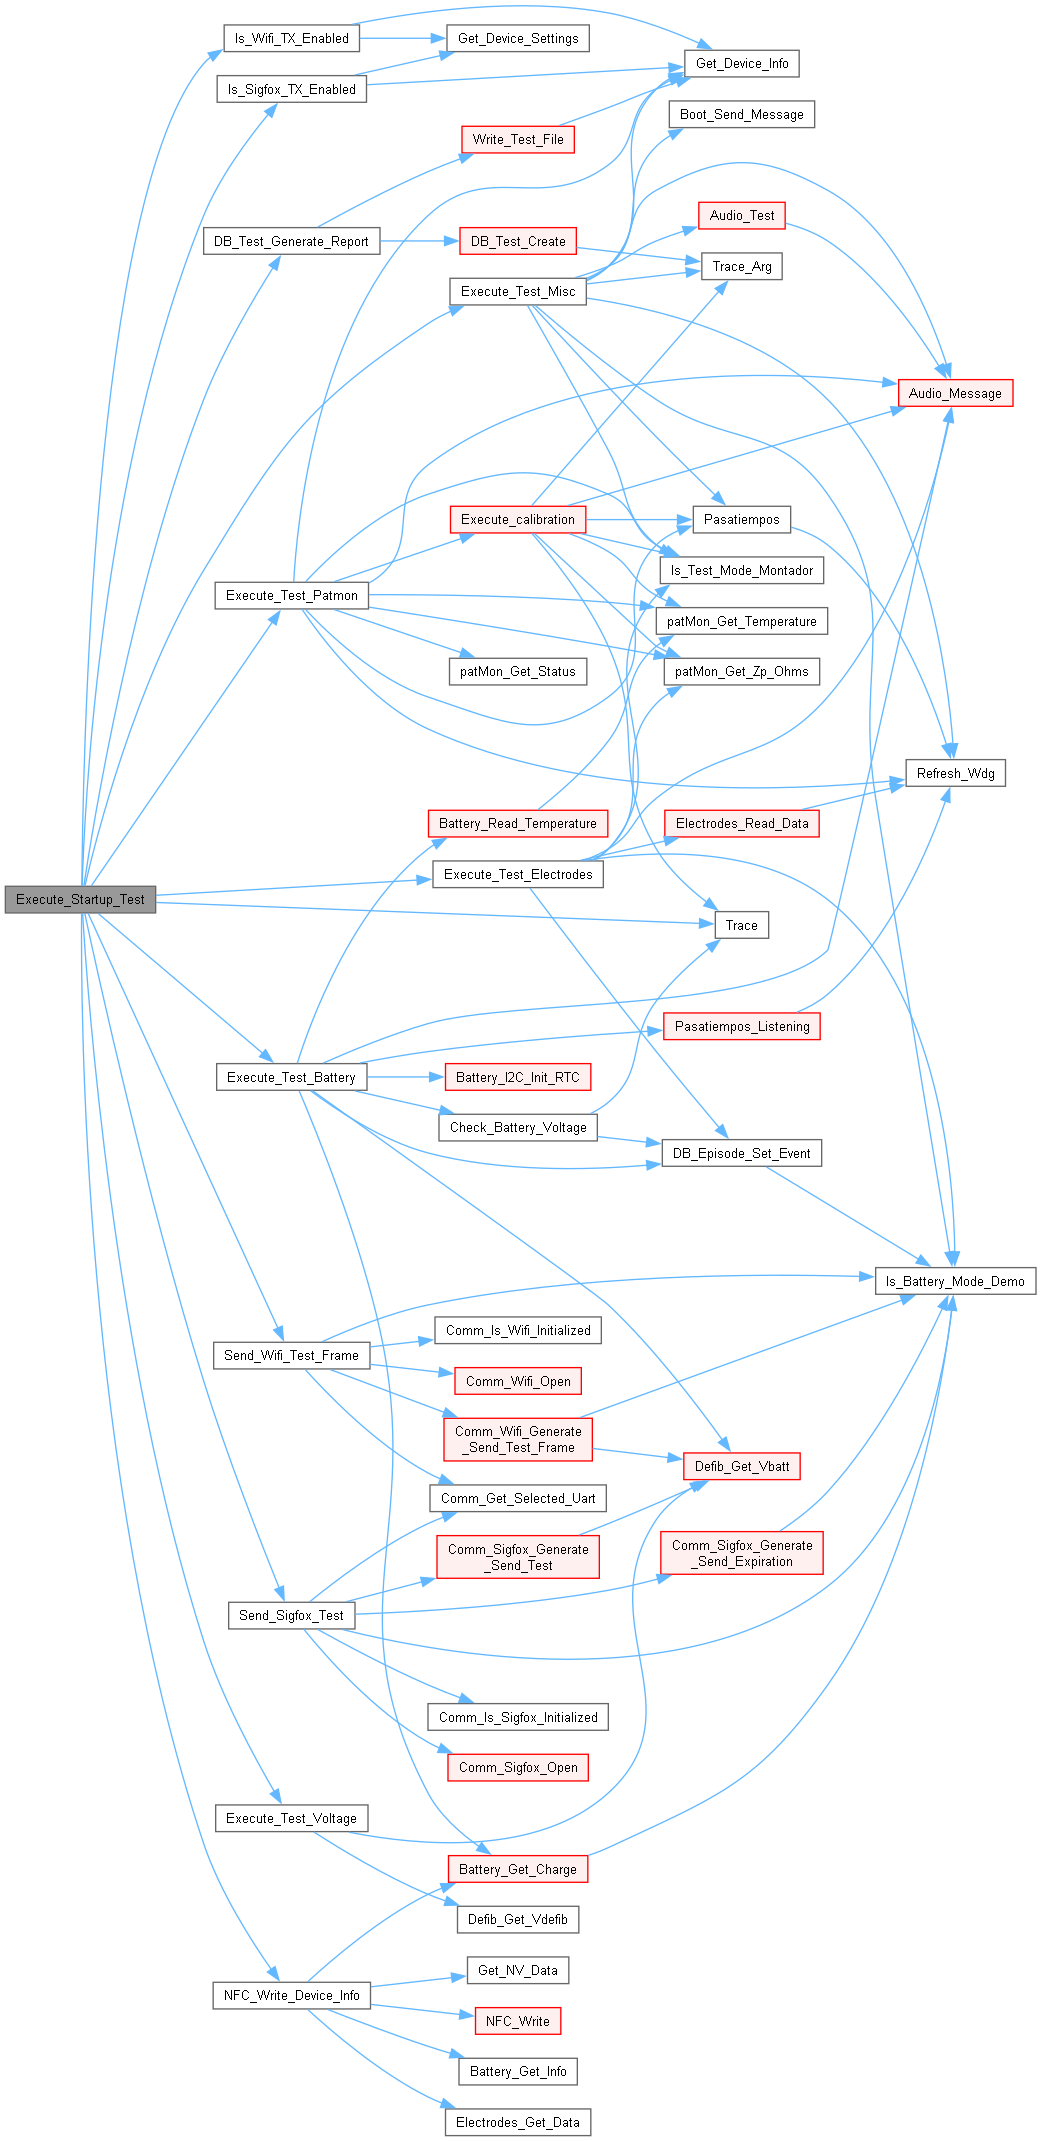 Is_Wifi_TX_Enabled
Get_Device_Settings
Get_Device_Info
Is_Sigfox_TX_Enabled
Boot_Send_Message
Write_Test_File
Audio_Test
DB_Test_Generate_Report
DB_Test_Create
Trace_Arg
Execute_Test_Misc
Audio_Message
Execute_calibration
Pasatiempos
Is_Test_Mode_Montador
Execute_Test_Patmon
patMon_Get_Temperature
patMon_Get_Status
patMon_Get_Zp_Ohms
Refresh_Wdg
Battery_Read_Temperature
Electrodes_Read_Data
Execute_Test_Electrodes
Execute_Startup_Test
Trace
Pasatiempos_Listening
Execute_Test_Battery
Battery_I2C_Init_RTC
Check_Battery_Voltage
DB_Episode_Set_Event
Is_Battery_Mode_Demo
Comm_Is_Wifi_Initialized
Send_Wifi_Test_Frame
Comm_Wifi_Open
Comm_Wifi_Generate
_Send_Test_Frame
Defib_Get_Vbatt
Comm_Get_Selected_Uart
Comm_Sigfox_Generate
_Send_Test
Comm_Sigfox_Generate
_Send_Expiration
Send_Sigfox_Test
Comm_Is_Sigfox_Initialized
Comm_Sigfox_Open
Execute_Test_Voltage
Battery_Get_Charge
Defib_Get_Vdefib
Get_NV_Data
NFC_Write_Device_Info
NFC_Write
Battery_Get_Info
Electrodes_Get_Data